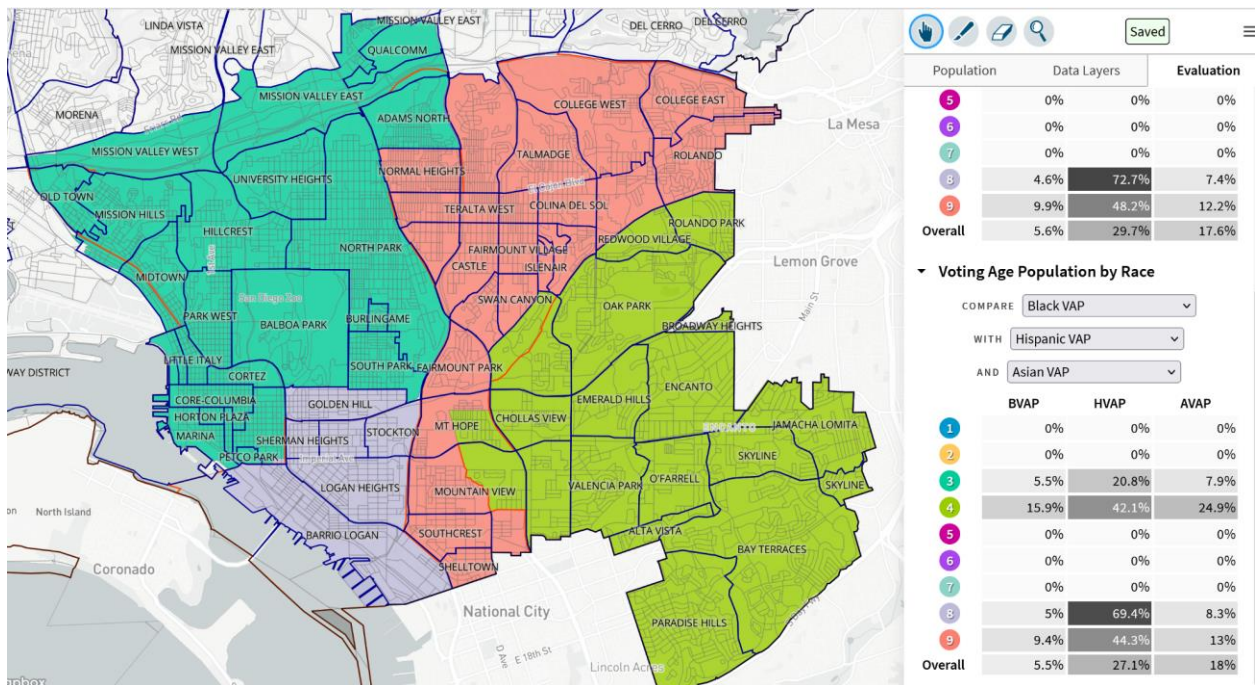 LINDA VISTA
MISSION VALLEY EAST
DEL CERRO
DEL CERRO
MISSION VALLEY EAST
QUALCOMM
MISSION VALLEY EAST
COLLEGE WEST
COLLEGE EAST
MORENA
ADAMS NORTH
La Mesa
MISSION VALLEY WEST
TALMADGE
ROLANDO
UNIVERSITY HEIGHTS
NORMAL HEIGHTS
OLD TOWN
MISSION HILLS
TERALTA WEST
COLINA DEL SOL
ROLANDO PARK
HILLCREST
NORTH PARK
REDWOOD VILLAGE
FAIRMOUNT VILLAGE
Lemon Grove
CASTLE
ISLENAIR
MIDTOWN
San Diego Zoo
SWAN CANYON
OAK PARK
PARK WEST
BALBOA PARK
BURLINGAME
BROADWAY HEIGHTS
Main St
LITTLE ITALY
SOUTH PARK
FAIRMOUNT PARK
WAY DISTRICT
CORTEZ
ENCANTO
CORE-COLUMBIA
GOLDEN HILL
EMERALD HILLS
HORTON PLAZA
MT HOPE
CHOLLAS VIEW
JAMACHA LOMITA
MARINA
SHERMAN HEIGHTS
STOCKTON
PETCO PARK
SKYLINE
LOGAN HEIGHTS
MOUNTAIN VIEW
VALENCIA PARK
O'FARRELL
SKYLINE
North Island
BARRIO LOGAN
SOUTHCREST
ALTA VISTA
BAY TERRACES
Coronado
SHELLTOWN
National City
PARADISE HILLS
D Ave
E 18th St
Lincoln Acres
Saved
Population Data Layers Evaluation
5 0% 0% 0%
6 0% 0% 0%
7 0% 0% 0%
8 4.6% 72.7% 7.4%
9 9.9% 48.2% 12.2%
Overall 5.6% 29.7% 17.6%
Voting Age Population by Race
COMPARE Black VAP
WITH Hispanic VAP
AND Asian VAP
BVAP HVAP AVAP
1 0% 0% 0%
2 0% 0% 0%
3 5.5% 20.8% 7.9%
4 15.9% 42.1% 24.9%
5 0% 0% 0%
6 0% 0% 0%
7 0% 0% 0%
8 5% 69.4% 8.3%
9 9.4% 44.3% 13%
Overall 5.5% 27.1% 18%